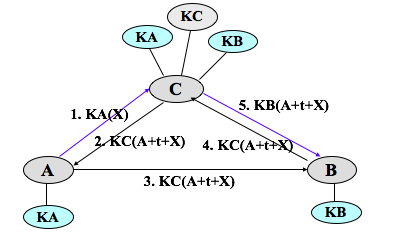 KC
KA
KB
C
1. KA(X)
5. KB(A+t+X)
2. KC(A+t+X)
4. KC(A+t+X)
A
B
3. KC(A+t+X)
KA
KB